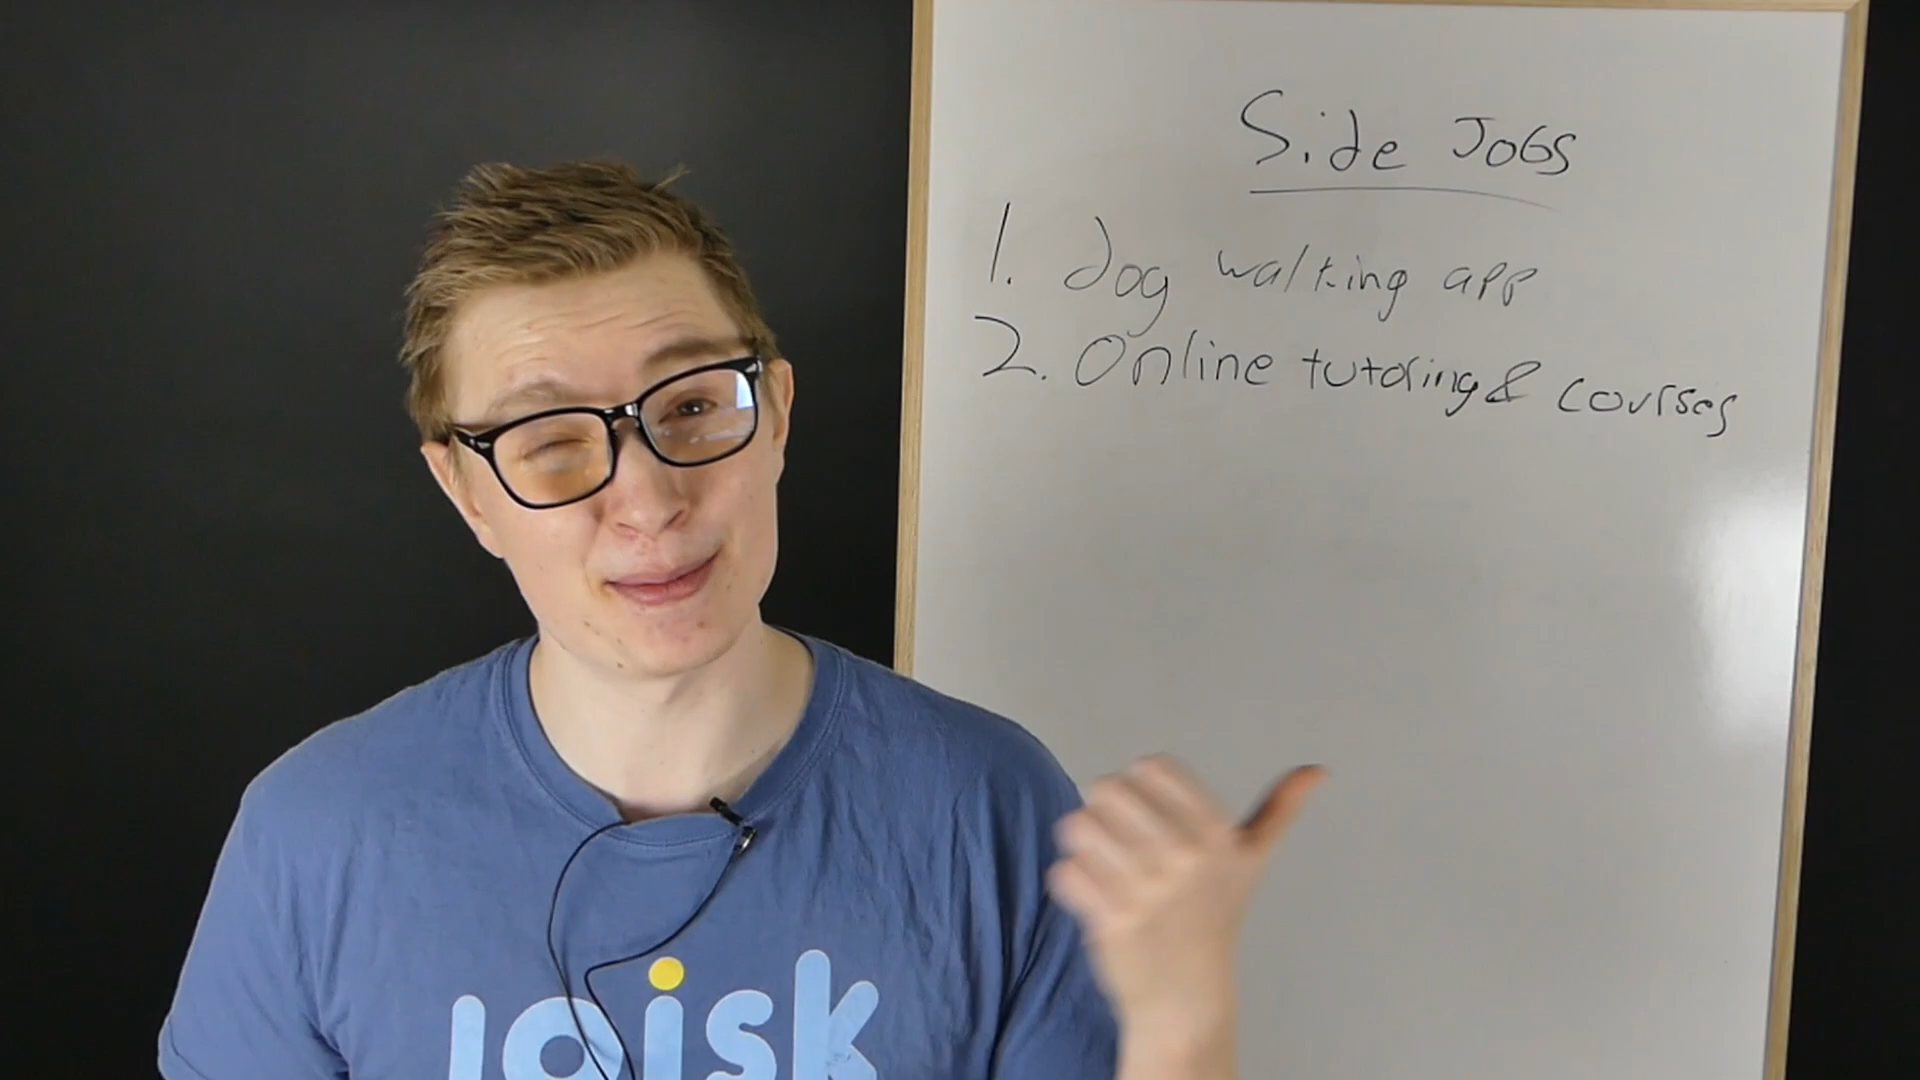 Side JOBS
1. dog walking app
2. Online tutoring & courses